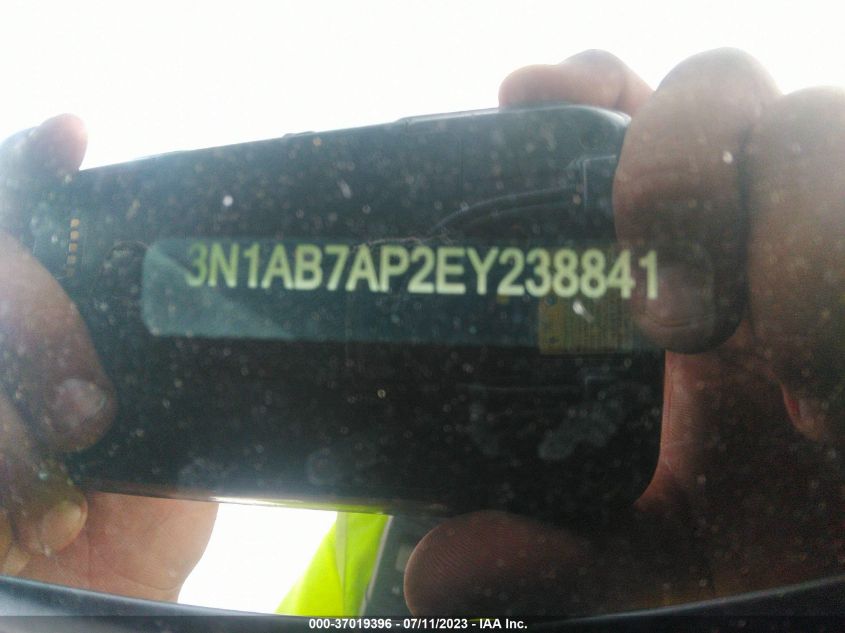 3N1AB7AP2EY238841
000-37019396 - 07/11/2023 - IAA Inc.